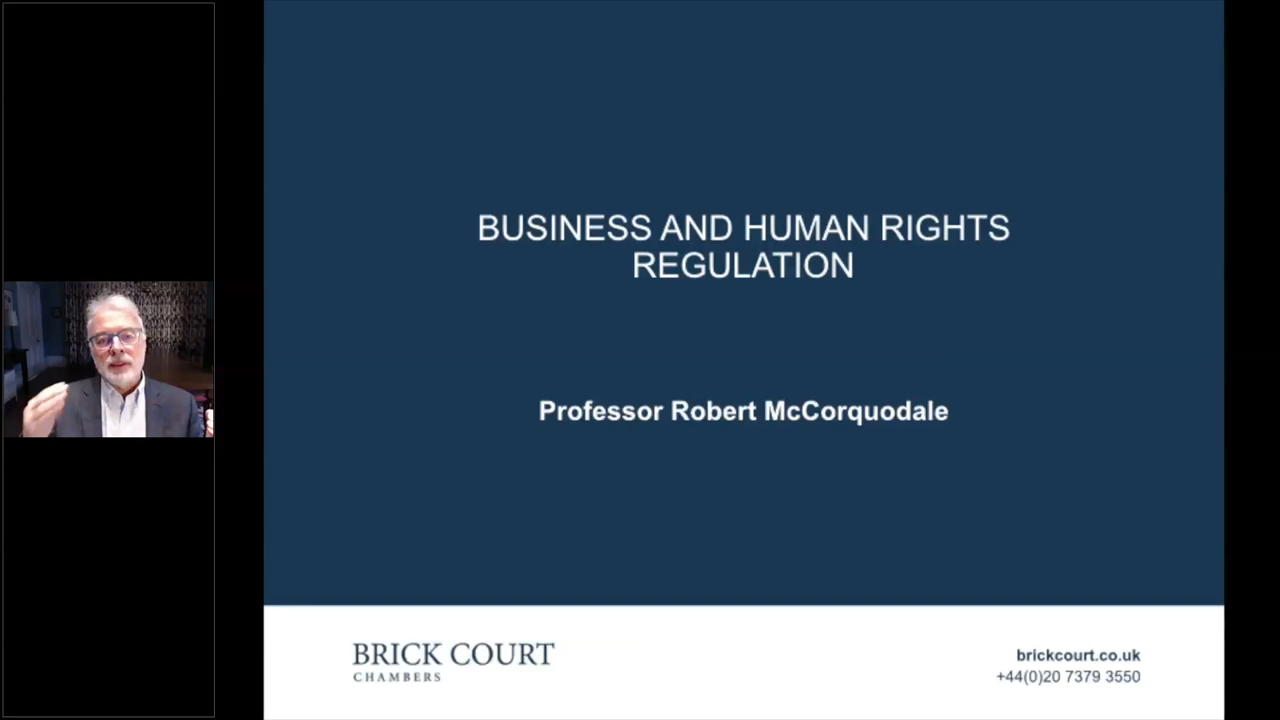 BUSINESS AND HUMAN RIGHTS
REGULATION
Professor Robert McCorquodale
BRICK COURT
CHAMBERS
brickcourt.co.uk
+44(0)20 7379 3550